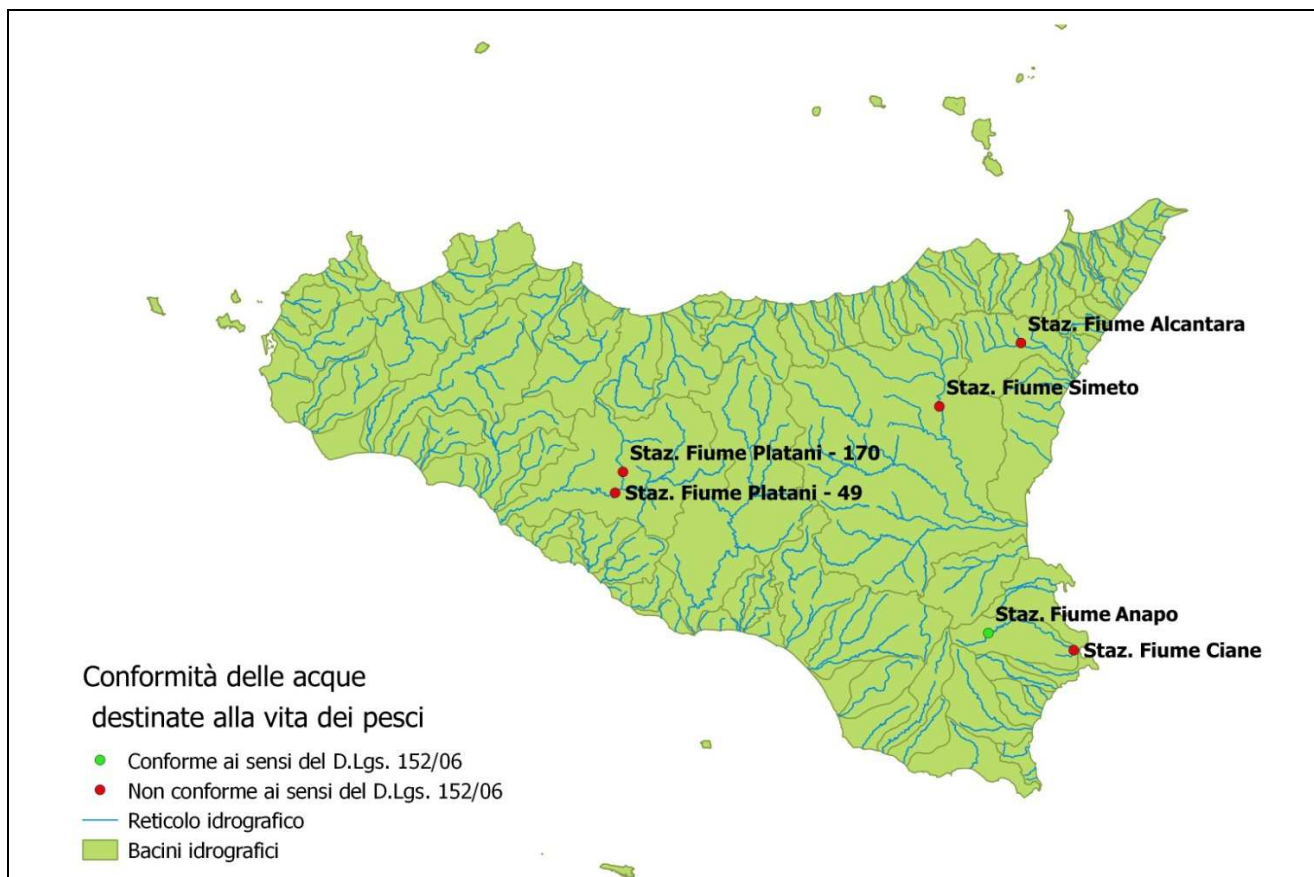 Staz. Fiume Alcantara
Staz. Fiume Simeto
Staz. Fiume Platani - 170
Staz. Fiume Platani - 49
Staz. Fiume Anapo
Staz. Fiume Ciane
Conformità delle acque
destinate alla vita dei pesci
Conforme ai sensi del D.Lgs. 152/06
Non conforme ai sensi del D.Lgs. 152/06
Reticolo idrografico
Bacini idrografici